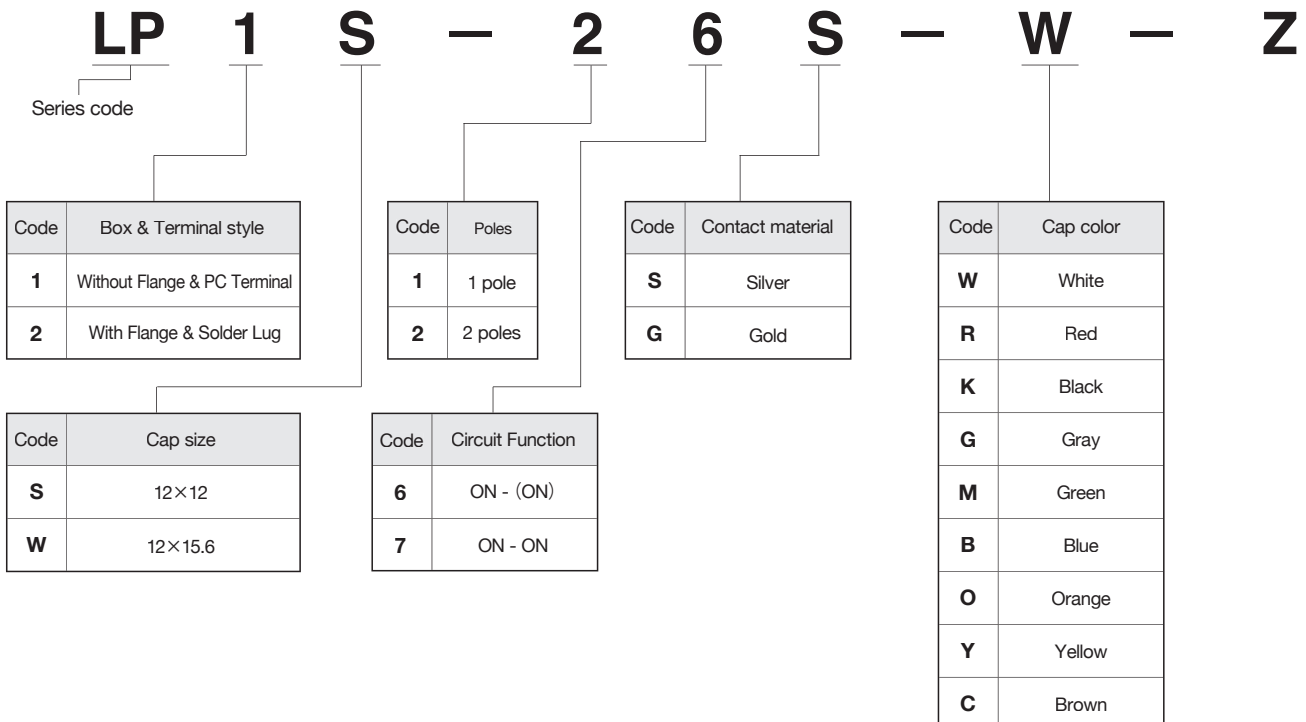 LP 1 S — 2 6 S — W — Z
Series code
Code Box & Terminal style
1 Without Flange & PC Terminal
2 With Flange & Solder Lug
Code Poles
1 1 pole
2 2 poles
Code Contact material
S Silver
G Gold
Code Cap color
W White
R Red
K Black
G Gray
M Green
B Blue
O Orange
Y Yellow
C Brown
Code Cap size
S 12×12
W 12×15.6
Code Circuit Function
6 ON - (ON)
7 ON - ON